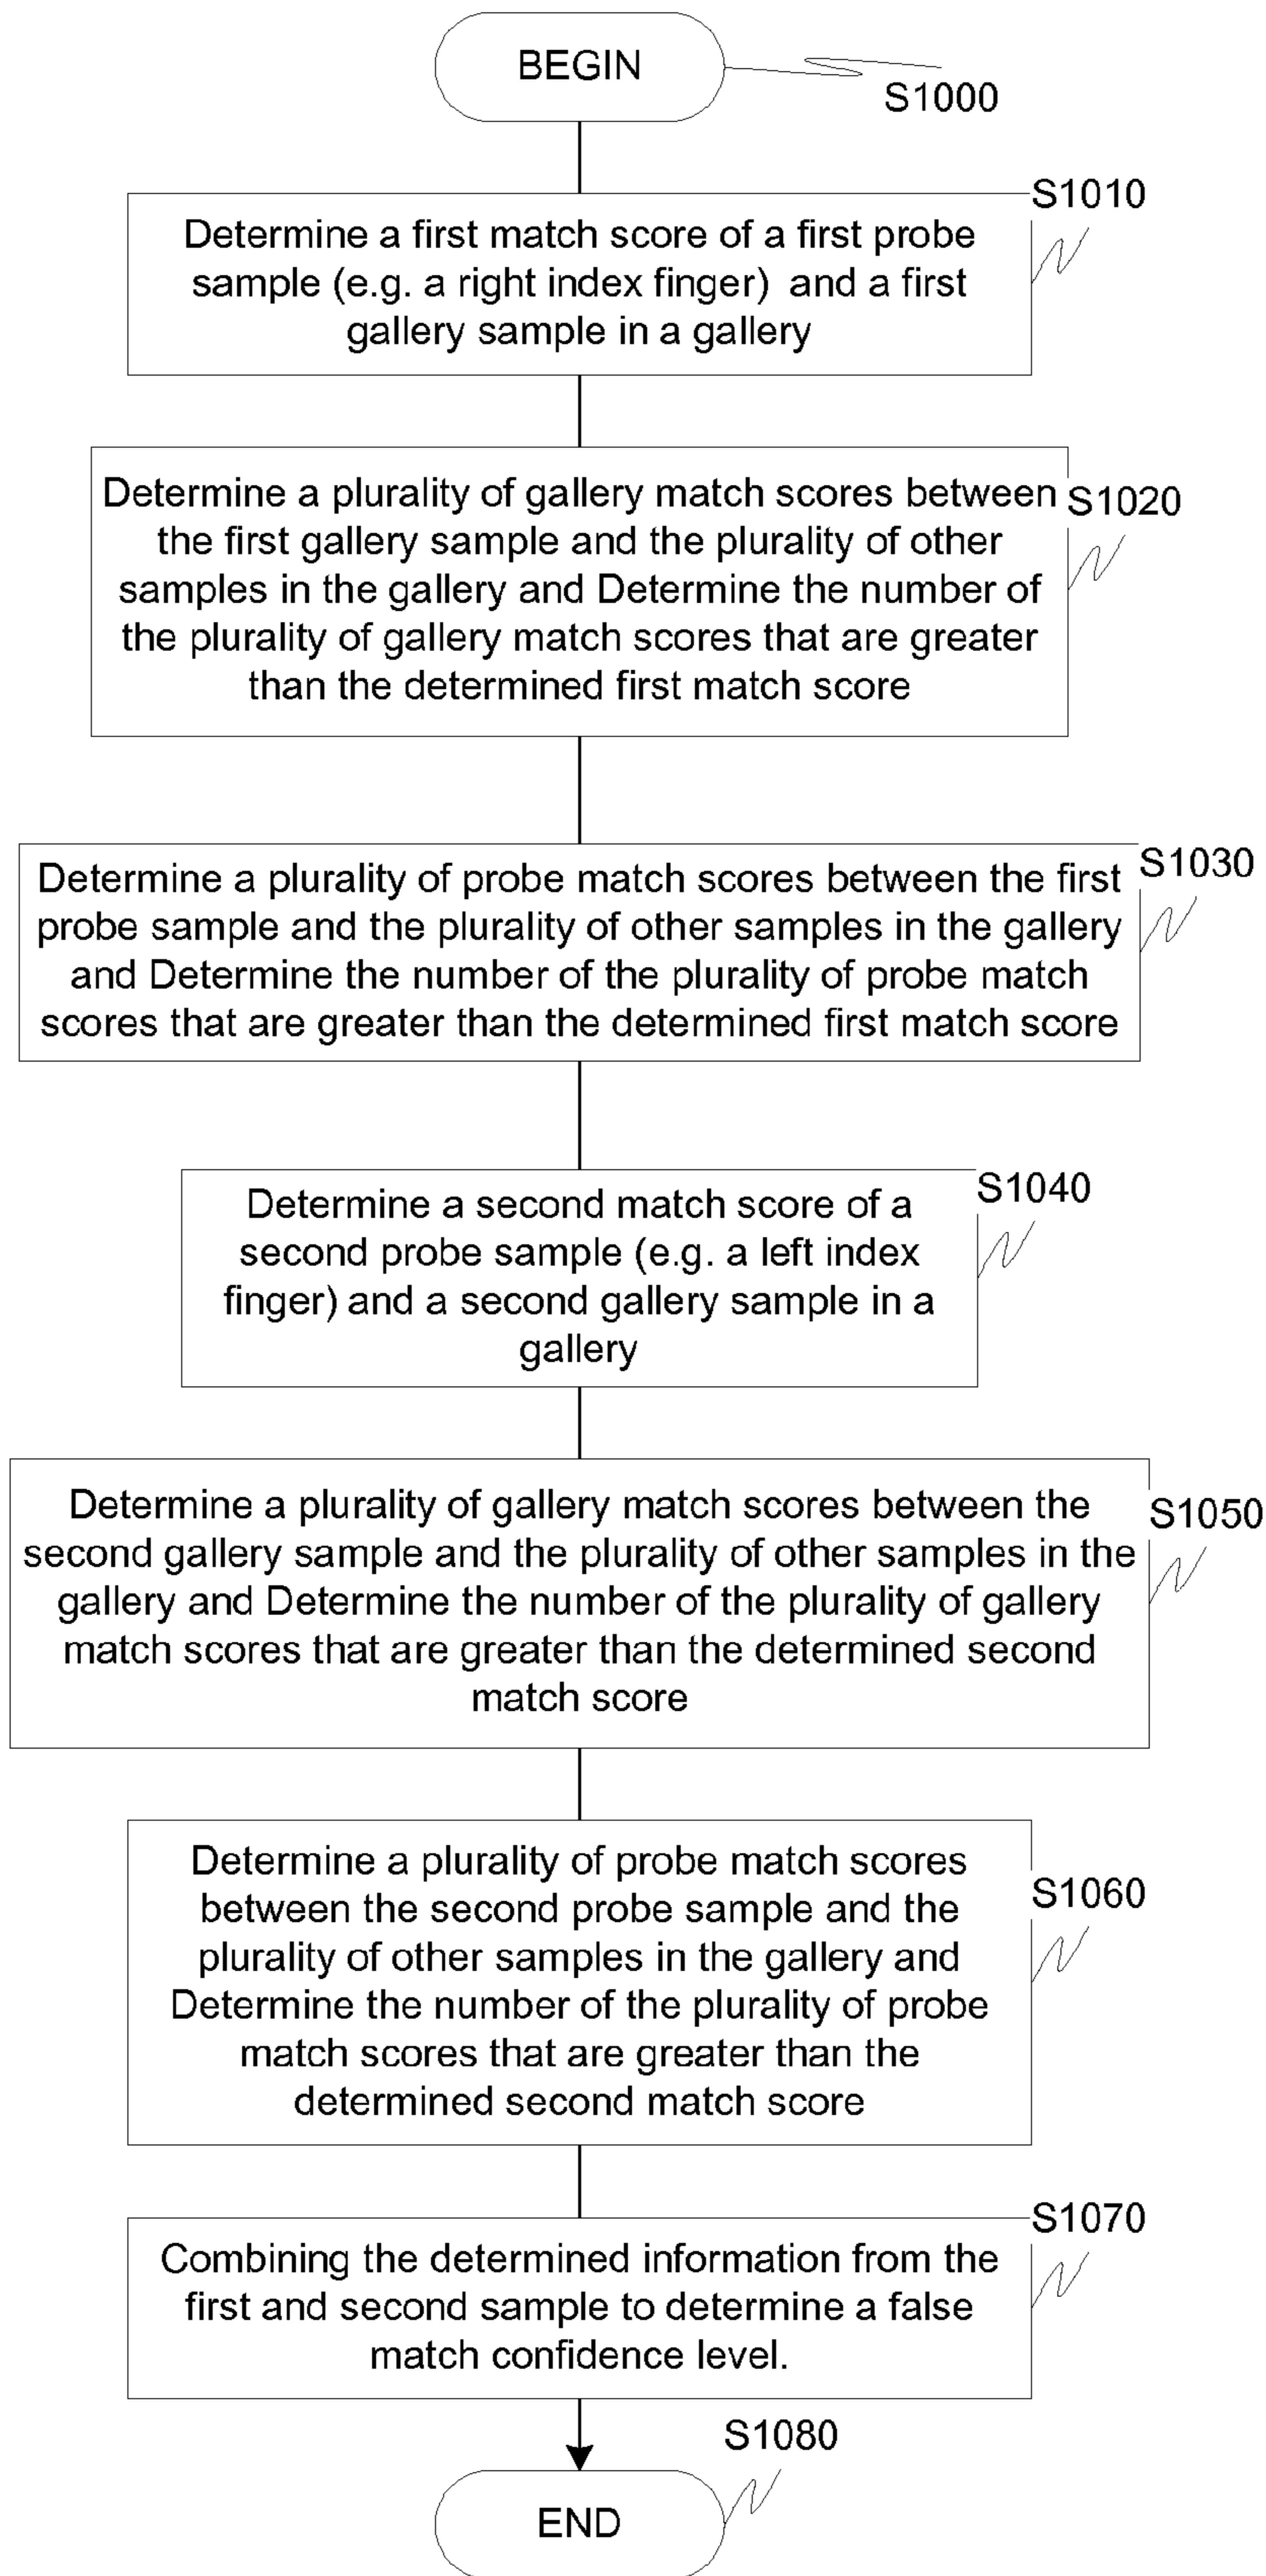 BEGIN
S1000
S1010
Determine a first match score of a first probe
sample (e.g. a right index finger) and a first
gallery sample in a gallery
Determine a plurality of gallery match scores between
S1020
the first gallery sample and the plurality of other
samples in the gallery and Determine the number of
the plurality of gallery match scores that are greater
than the determined first match score
S1030
Determine a plurality of probe match scores between the first
probe sample and the plurality of other samples in the gallery
and Determine the number of the plurality of probe match
scores that are greater than the determined first match score
S1040
Determine a second match score of a
second probe sample (e.g. a left index
finger) and a second gallery sample in a
gallery
Determine a plurality of gallery match scores between the
S1050
second gallery sample and the plurality of other samples in the
gallery and Determine the number of the plurality of gallery
match scores that are greater than the determined second
match score
Determine a plurality of probe match scores
S1060
between the second probe sample and the
plurality of other samples in the gallery and
Determine the number of the plurality of probe
match scores that are greater than the
determined second match score
S1070
Combining the determined information from the
first and second sample to determine a false
match confidence level.
S1080
END